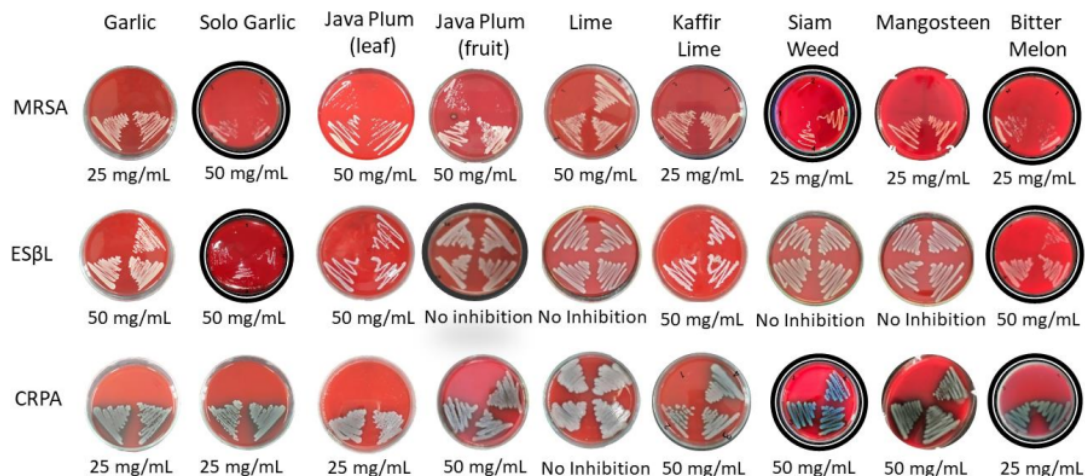 Garlic Solo Garlic Java Plum (leaf) Java Plum (fruit) Lime Kaffir Lime Siam Weed Mangosteen Bitter Melon
MRSA
25 mg/mL 50 mg/mL 50 mg/mL 50 mg/mL 50 mg/mL 25 mg/mL 25 mg/mL 25 mg/mL 25 mg/mL
ESβL
50 mg/mL 50 mg/mL 50 mg/mL No inhibition No Inhibition 50 mg/mL No Inhibition No Inhibition 50 mg/mL
CRPA
25 mg/mL 25 mg/mL 25 mg/mL 50 mg/mL No Inhibition 50 mg/mL 50 mg/mL 50 mg/mL 25 mg/mL